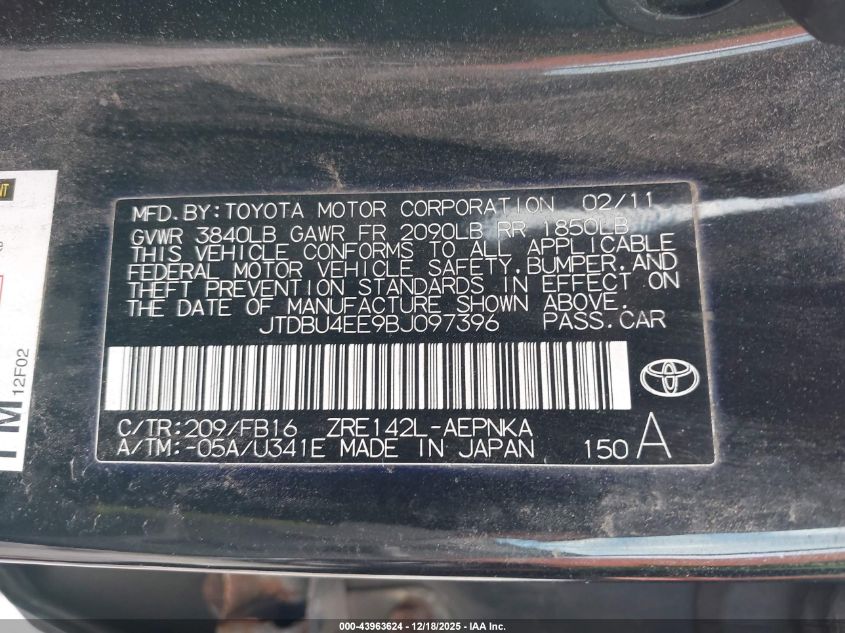 MFD.BY:TOYOTA MOTOR CORPORATION 02/11
GVWR 3840LB GAWR FR 2090LB RR 1850LB
THIS VEHICLE CONFORMS TO ALL APPLICABLE
FEDERAL MOTOR VEHICLE SAFETY,BUMPER,AND
THEFT PREVENTION STANDARDS IN EFFECT ON
THE DATE OF MANUFACTURE SHOWN ABOVE.
JTDBU4EE9BJ097396 PASS.CAR
C/TR:209/FB16 ZRE142L-AEPNKA
A/TM:-05A/U341E MADE IN JAPAN 150 A
12F02
000-43963624 - 12/18/2025 - IAA, Inc.